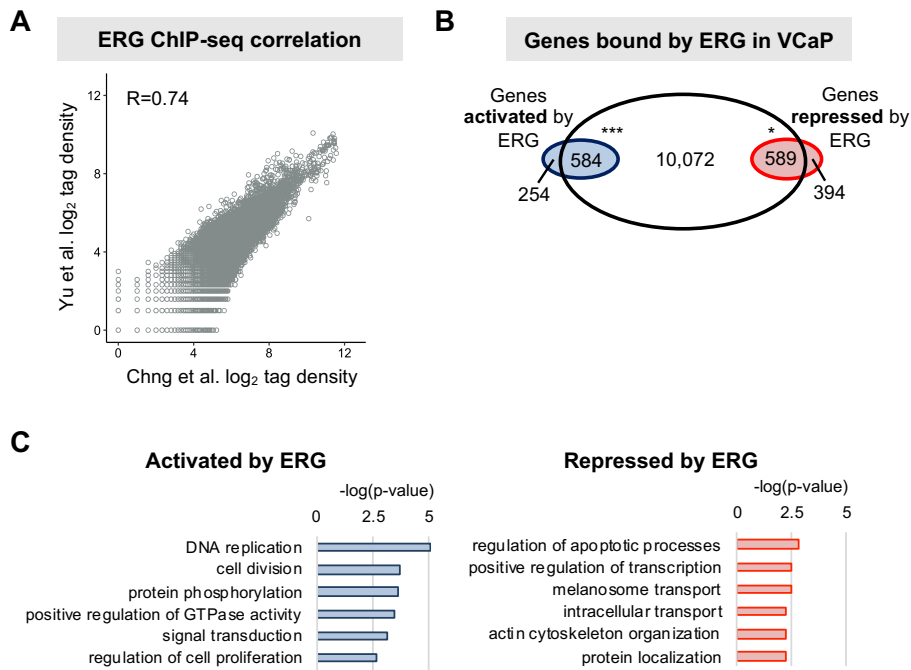 A
ERG ChIP-seq correlation
R=0.74
12
8
4
0
Yu et al. log2 tag density
0
4
8
12
Chng et al. log2 tag density
B
Genes bound by ERG in VCaP
Genes
activated by
ERG
***
584
254
10,072
Genes
repressed by
ERG
*
589
394
C
Activated by ERG
-log(p-value)
0
2.5
5
DNA replication
cell division
protein phosphorylation
positive regulation of GTPase activity
signal transduction
regulation of cell proliferation
Repressed by ERG
-log(p-value)
0
2.5
5
regulation of apoptotic processes
positive regulation of transcription
melanosome transport
intracellular transport
actin cytoskeleton organization
protein localization